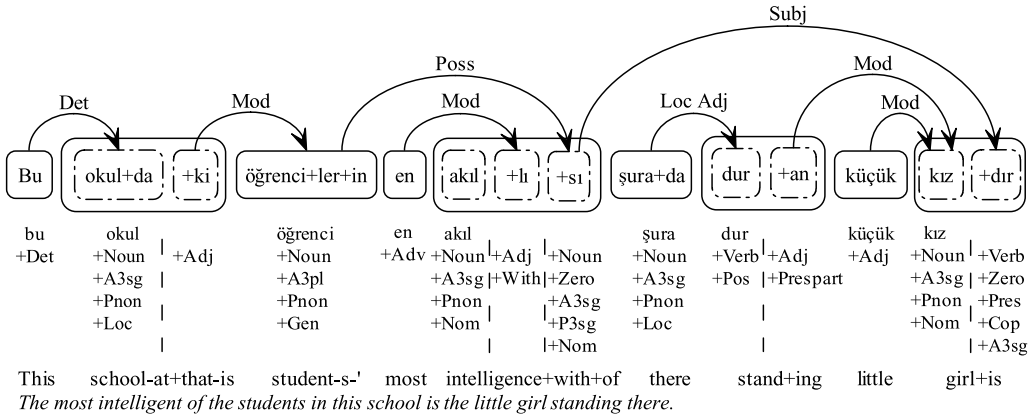 Subj
Poss Mod
Det Mod Mod Loc Adj Mod
Bu okul+da +ki öğrenci+ler+in en akıl +lı +sı şura+da dur +an küçük kız +dır
bu okul öğrenci en akıl şura dur küçük kız
+Det +Noun +Adj +Noun +Adv +Noun +Adj +Noun +Noun +Verb +Adj +Adj +Noun +Verb
+A3sg +A3pl +A3sg +With +Zero +A3sg +Pos +Prespart +A3sg +Zero
+Pnon +Pnon +Pnon +A3sg +Pnon +Pnon +Pres
+Loc +Gen +Nom +P3sg +Loc +Nom +Cop
+Nom +A3sg
This school-at+that-is student-s-' most intelligence+with+of there stand+ing little girl+is
The most intelligent of the students in this school is the little girl standing there.